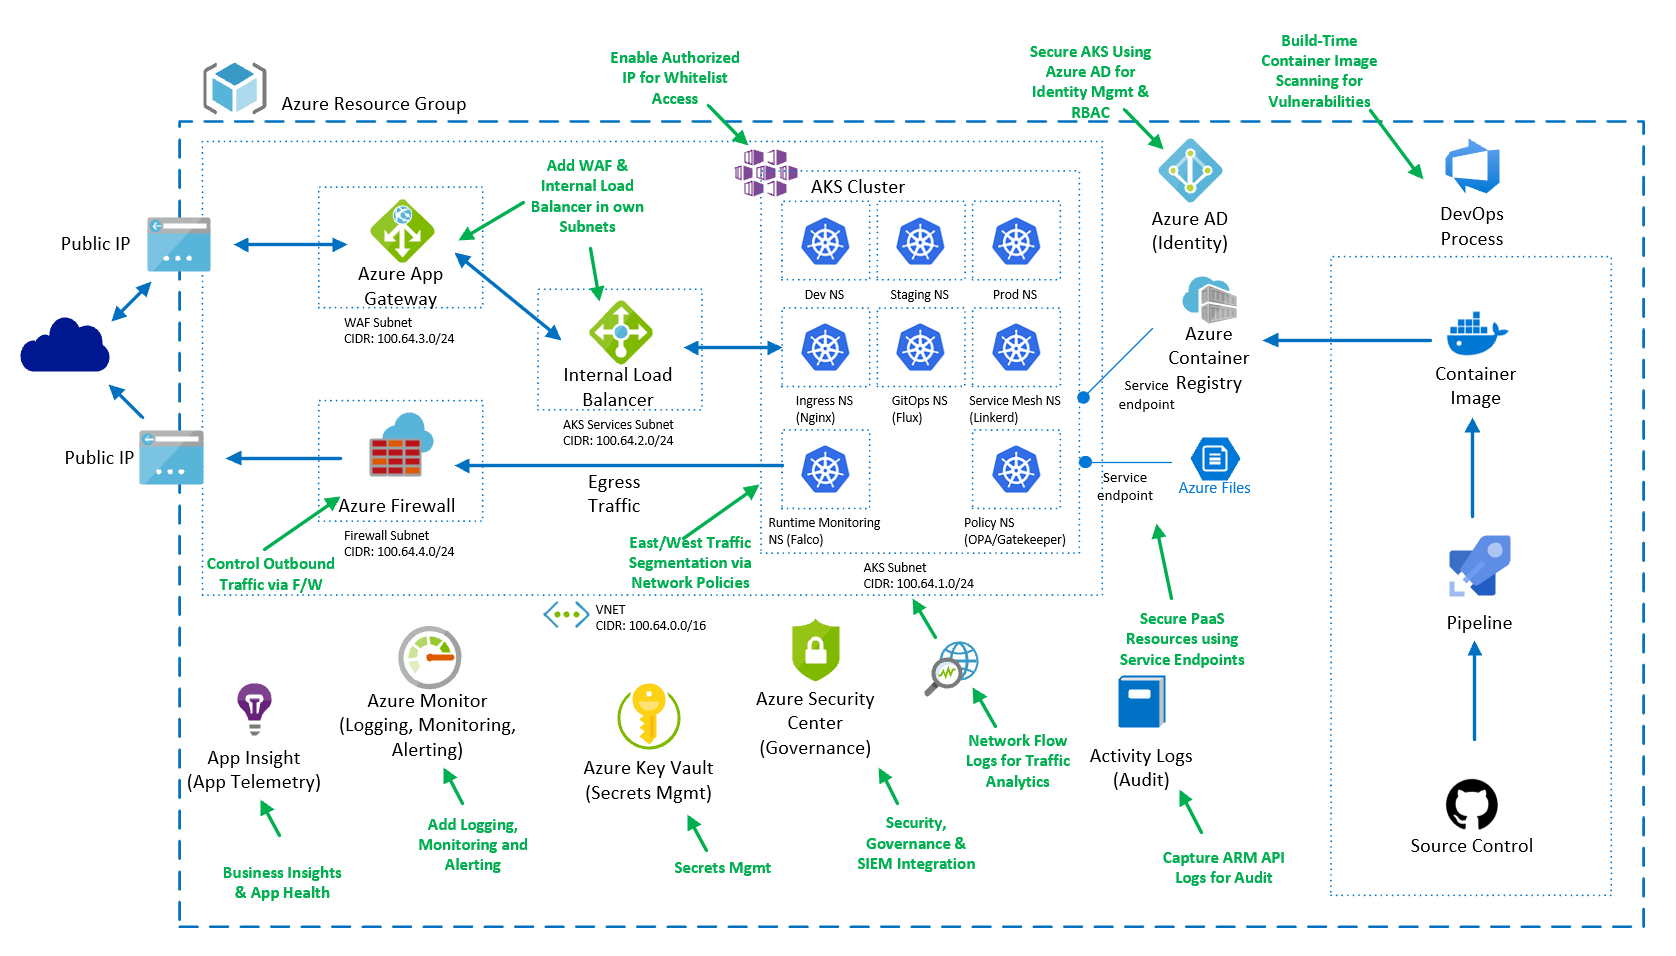 Azure Resource Group
Enable Authorized
IP for Whitelist
Access
Secure AKS Using
Azure AD for
Identity Mgmt &
RBAC
Build-Time
Container Image
Scanning for
Vulnerabilities
Add WAF &
Internal Load
Balancer in own
Subnets
AKS Cluster
Public IP
Azure App
Gateway
WAF Subnet
CIDR: 100.64.3.0/24
Dev NS
Staging NS
Prod NS
Azure AD
(Identity)
DevOps
Process
Internal Load
Balancer
AKS Services Subnet
CIDR: 100.64.2.0/24
Ingress NS
(Nginx)
GitOps NS
(Flux)
Service Mesh NS
(Linkerd)
Azure
Container
Registry
Service
endpoint
Container
Image
Public IP
Azure Firewall
Firewall Subnet
CIDR: 100.64.4.0/24
Egress
Traffic
Runtime Monitoring
NS (Falco)
Policy NS
(OPA/Gatekeeper)
Service
endpoint
Azure Files
Control Outbound
Traffic via F/W
East/West Traffic
Segmentation via
Network Policies
AKS Subnet
CIDR: 100.64.1.0/24
VNET
CIDR: 100.64.0.0/16
Secure PaaS
Resources using
Service Endpoints
Pipeline
App Insight
(App Telemetry)
Azure Monitor
(Logging, Monitoring,
Alerting)
Azure Key Vault
(Secrets Mgmt)
Azure Security
Center
(Governance)
Network Flow
Logs for Traffic
Analytics
Activity Logs
(Audit)
Source Control
Business Insights
& App Health
Add Logging,
Monitoring and
Alerting
Secrets Mgmt
Security,
Governance &
SIEM Integration
Capture ARM API
Logs for Audit